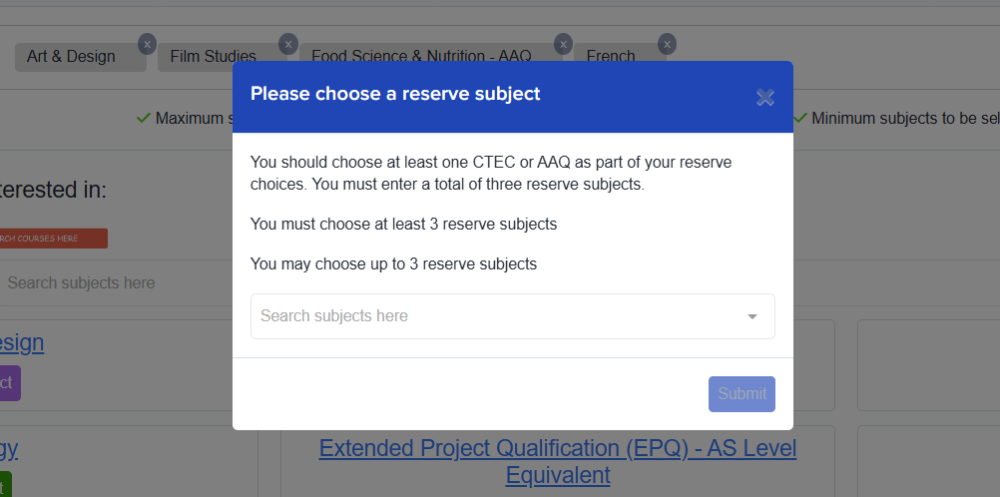 Art & Design x Film Studies x Food Science & Nutrition - AAQ x French x
Please choose a reserve subject
Maximum s
Minimum subjects to be sel
You should choose at least one CTEC or AAQ as part of your reserve
choices. You must enter a total of three reserve subjects.
terested in:
You must choose at least 3 reserve subjects
RCH COURSES HERE
You may choose up to 3 reserve subjects
Search subjects here
Search subjects here
esign
ct
Submit
gy
Extended Project Qualification (EPQ) - AS Level
Equivalent
t